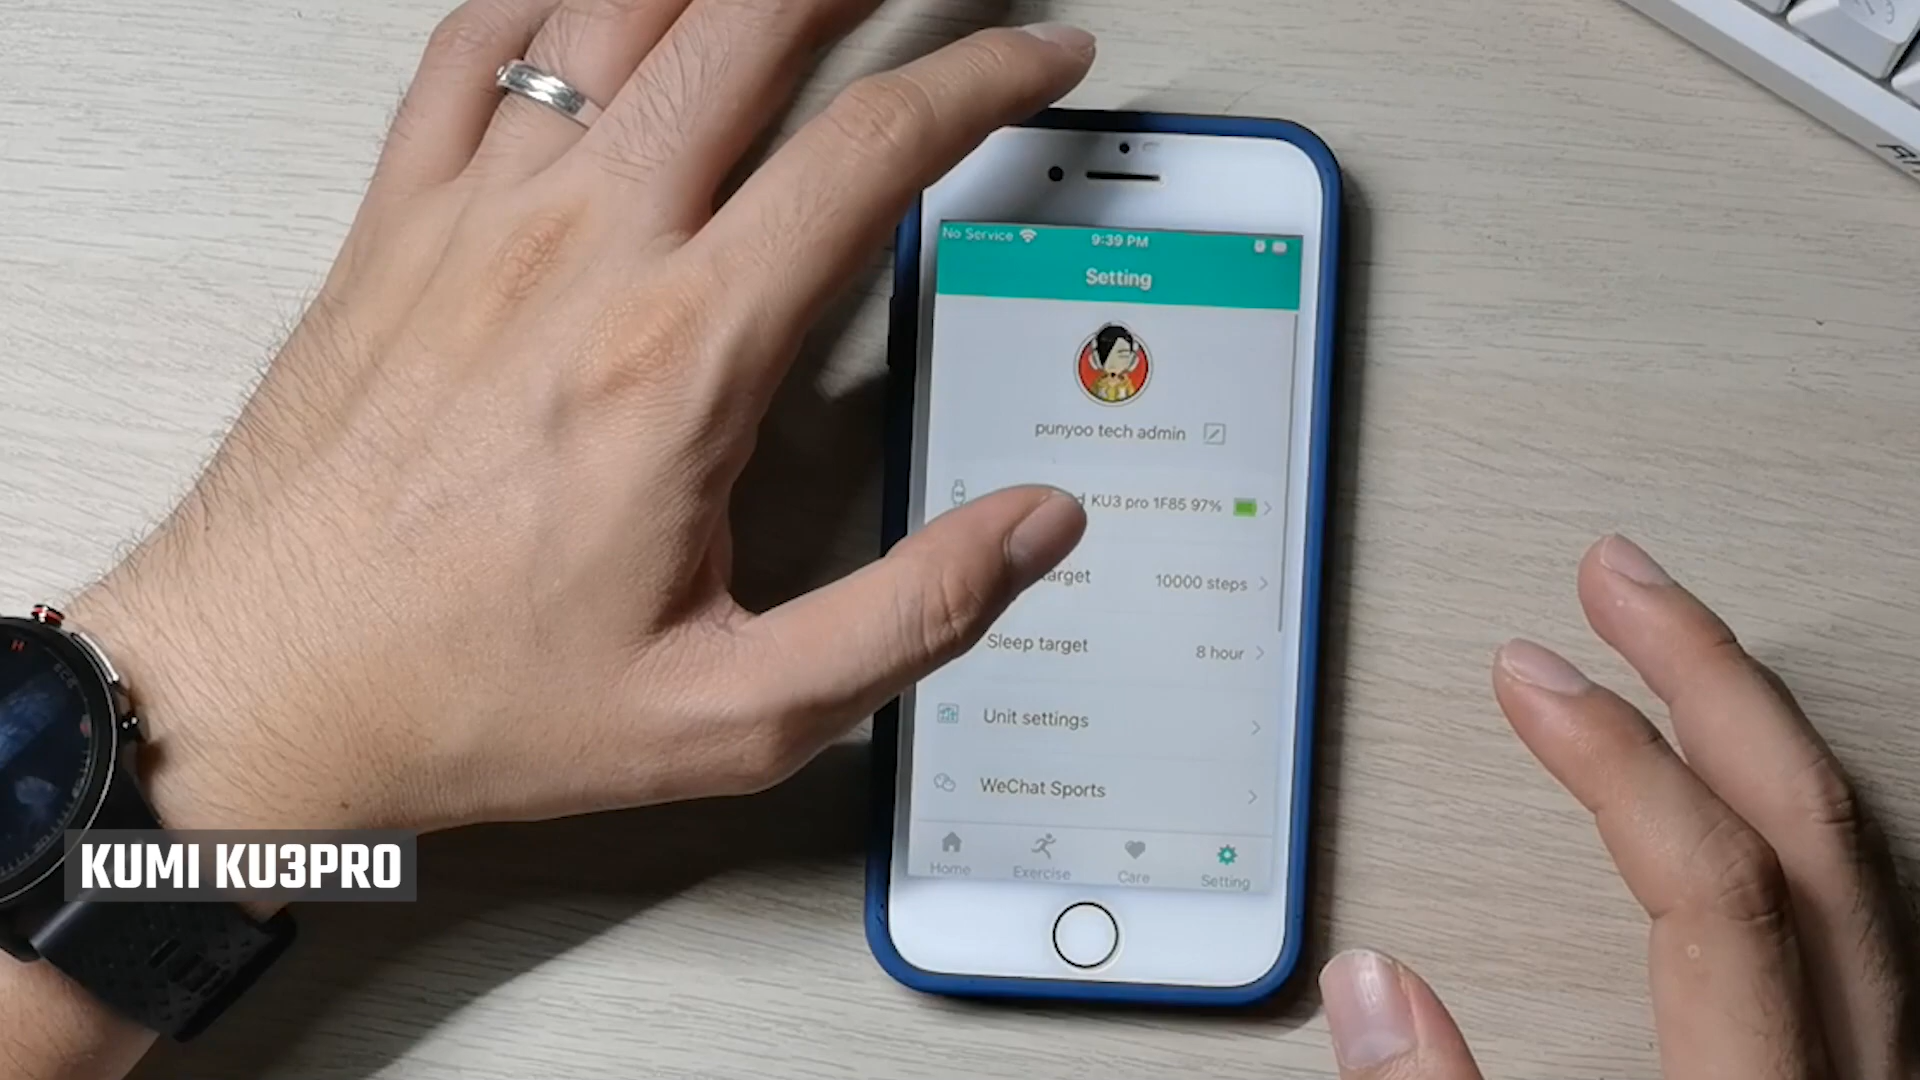 No Service
9:39 PM
Setting
punyoo tech admin
KU3 pro 1F85 97%
10000 steps
Sleep target
8 hour
Unit settings
WeChat Sports
Home
Exercise
Care
Setting
KUMI KU3PRO